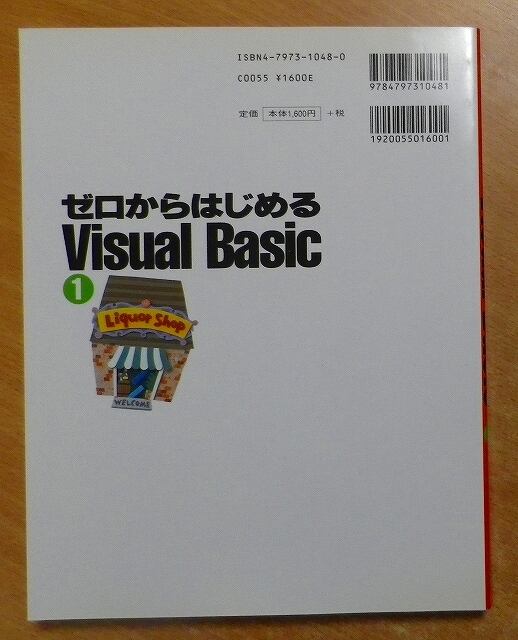 ISBN4-7973-1048-0
C0055 ¥1600E
9784797310481
定価 本体1,600円 +税
1920055016001
ゼロからはじめる
Visual Basic
1
Liquor Shop
WELCOME